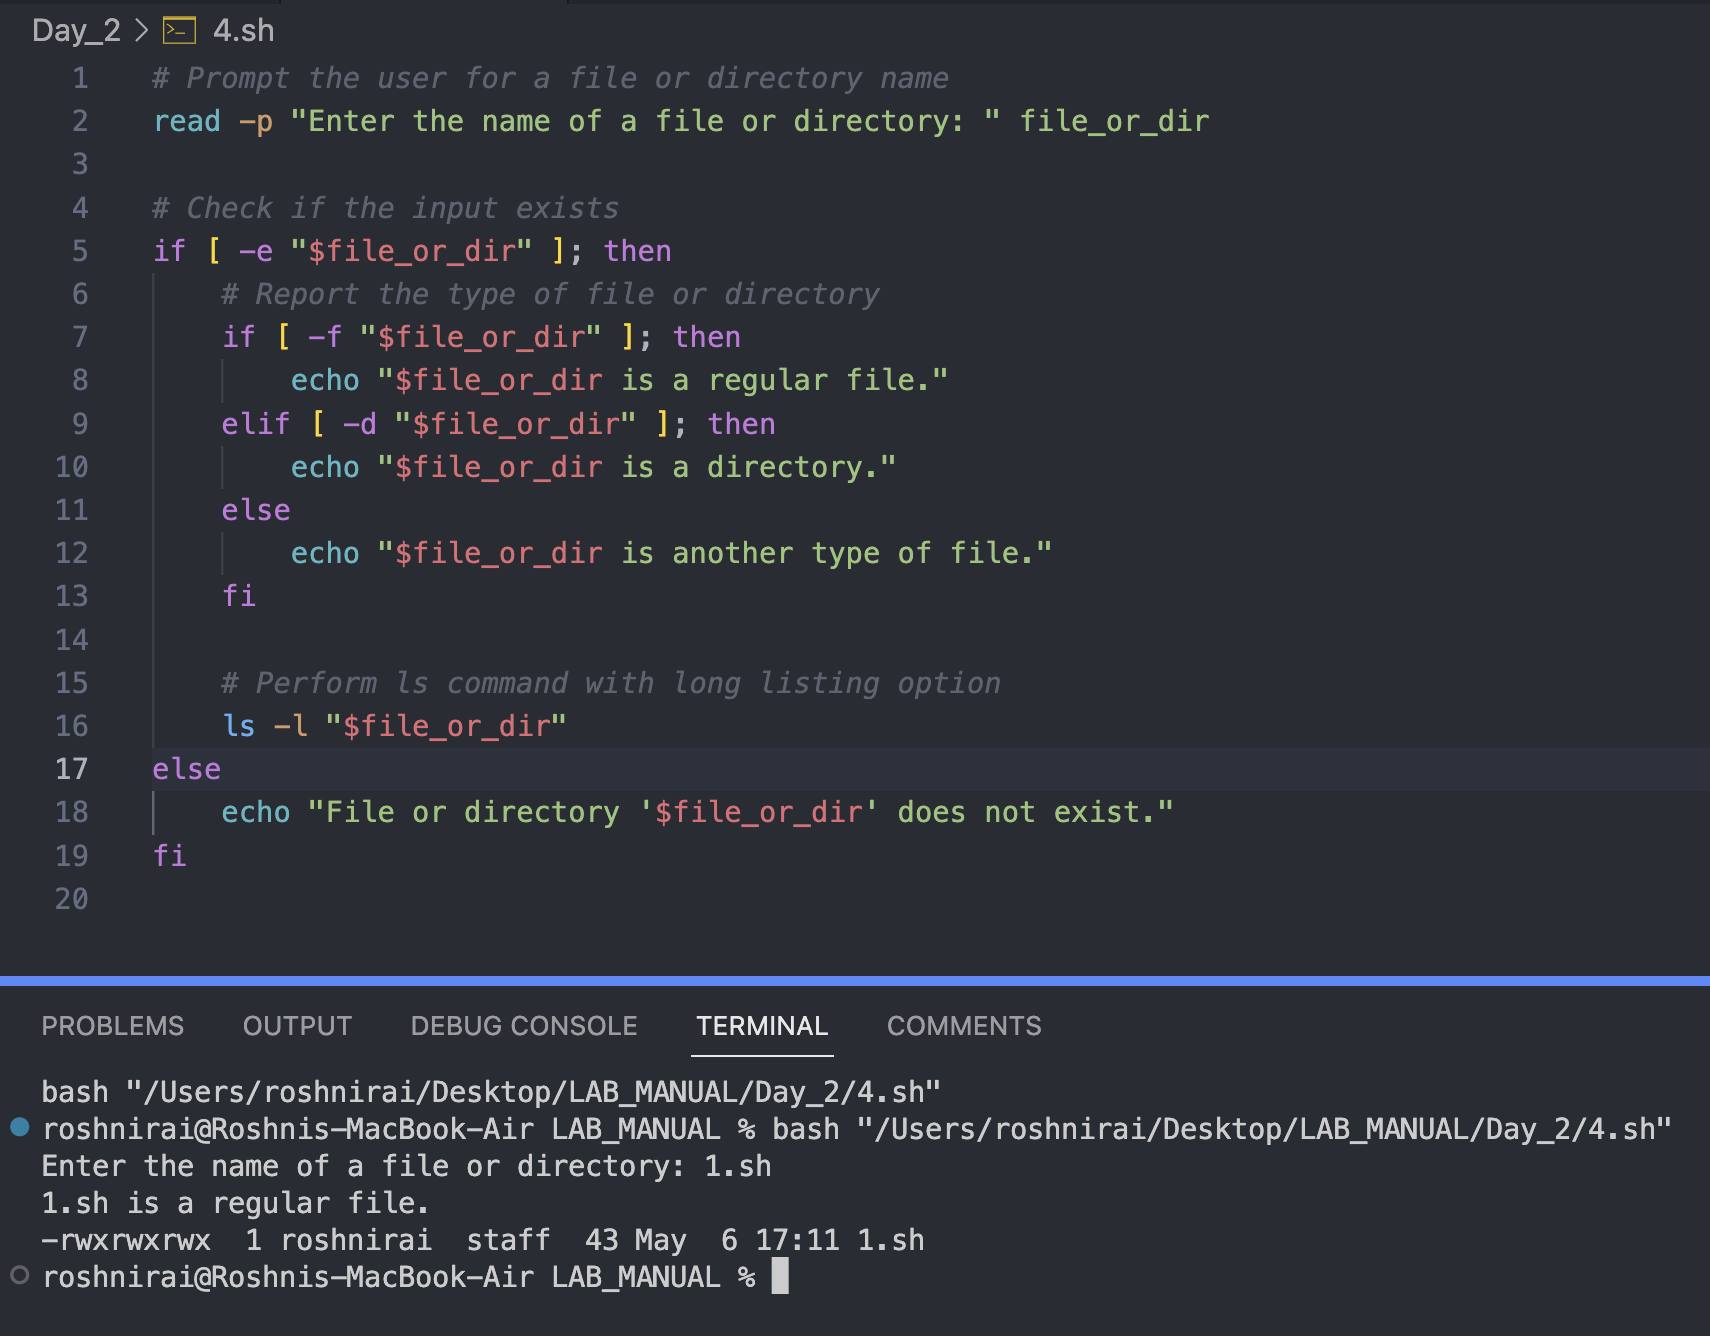 Day_2 > 4.sh
1 # Prompt the user for a file or directory name
2 read -p "Enter the name of a file or directory: " file_or_dir
3
4 # Check if the input exists
5 if [ -e "$file_or_dir" ]; then
6     # Report the type of file or directory
7     if [ -f "$file_or_dir" ]; then
8         echo "$file_or_dir is a regular file."
9     elif [ -d "$file_or_dir" ]; then
10         echo "$file_or_dir is a directory."
11     else
12         echo "$file_or_dir is another type of file."
13     fi
14
15     # Perform ls command with long listing option
16     ls -l "$file_or_dir"
17 else
18     echo "File or directory '$file_or_dir' does not exist."
19 fi
20
PROBLEMS OUTPUT DEBUG CONSOLE TERMINAL COMMENTS
bash "/Users/roshnirai/Desktop/LAB_MANUAL/Day_2/4.sh"
roshnirai@Roshnis-MacBook-Air LAB_MANUAL % bash "/Users/roshnirai/Desktop/LAB_MANUAL/Day_2/4.sh"
Enter the name of a file or directory: 1.sh
1.sh is a regular file.
-rwxrwxrwx  1 roshnirai  staff  43 May  6 17:11 1.sh
roshnirai@Roshnis-MacBook-Air LAB_MANUAL %